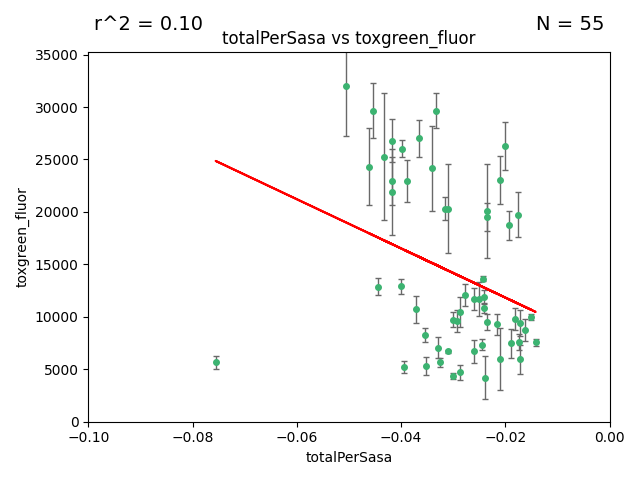 r^2 = 0.10
N = 55
totalPerSasa vs toxgreen_fluor
35000
30000
25000
20000
15000
10000
5000
0
toxgreen_fluor
−0.10
−0.08
−0.06
−0.04
−0.02
0.00
totalPerSasa